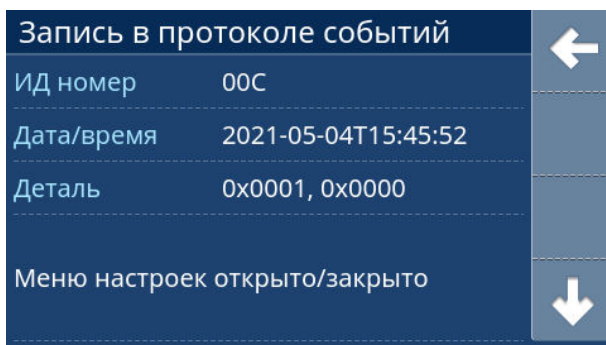 Запись в протоколе событий
ИД номер 00C
Дата/время 2021-05-04T15:45:52
Деталь 0x0001, 0x0000
Меню настроек открыто/закрыто